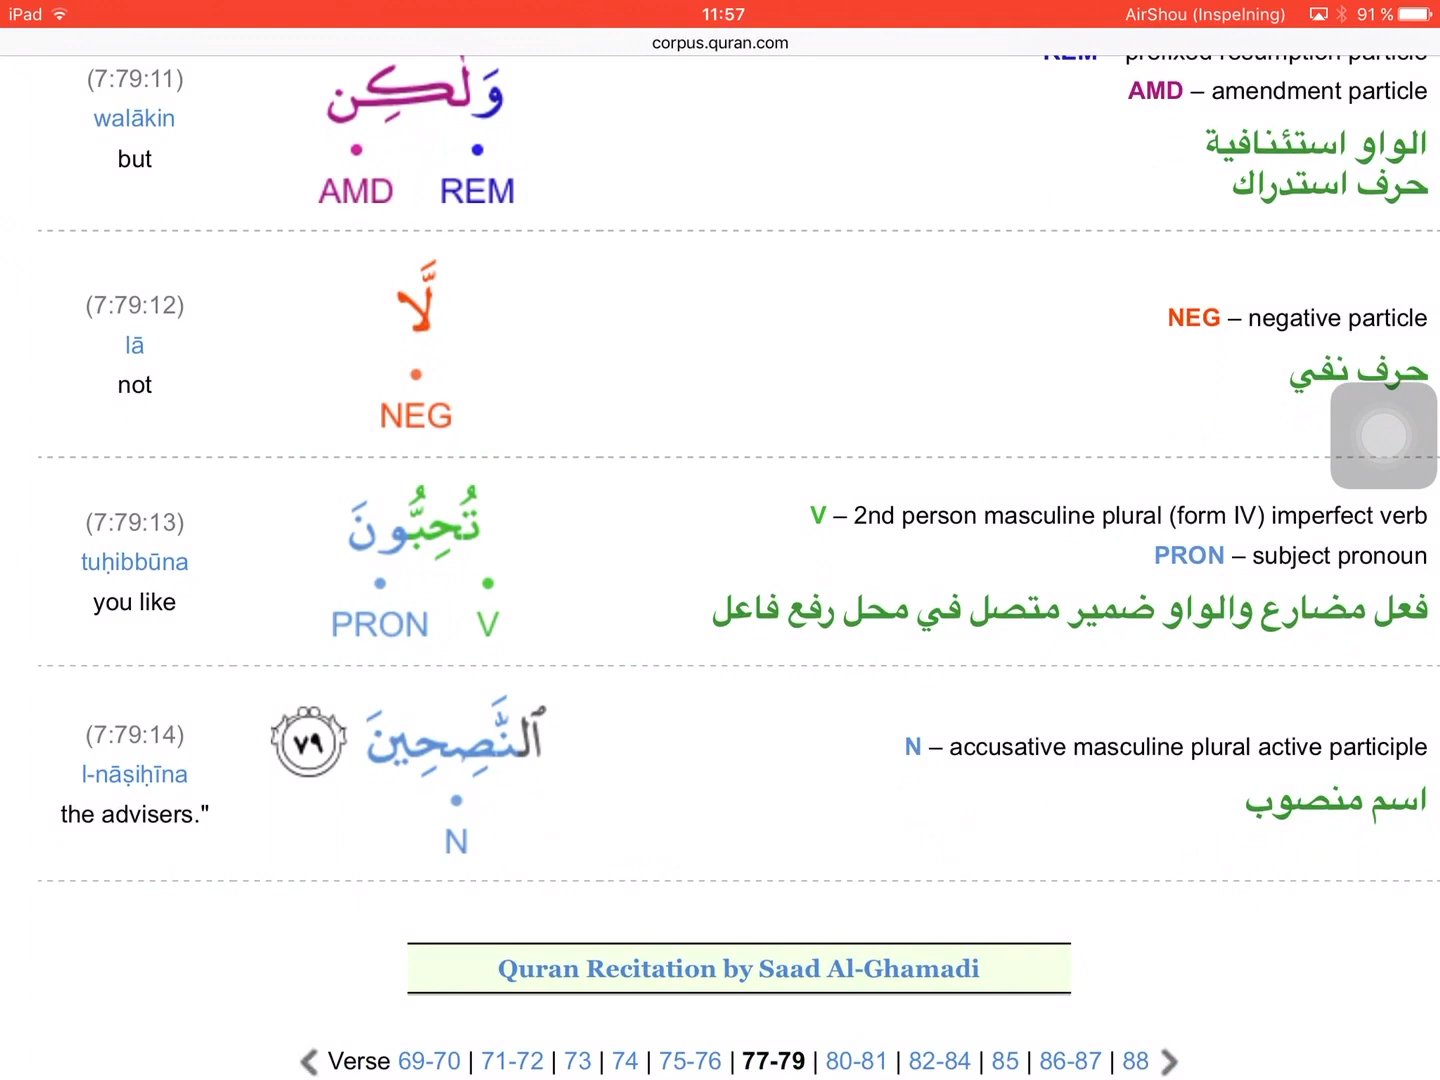 iPad 11:57 AirShou (Inspelning) 91 %
corpus.quran.com
(7:79:11)
walākin
but
وَلَٰكِن
AMD REM
REM – prefixed resumption particle
AMD – amendment particle
الواو استئنافية
حرف استدراك
(7:79:12)
lā
not
لَّا
NEG
NEG – negative particle
حرف نفي
(7:79:13)
tuḥibbūna
you like
تُحِبُّونَ
PRON V
V – 2nd person masculine plural (form IV) imperfect verb
PRON – subject pronoun
فعل مضارع والواو ضمير متصل في محل رفع فاعل
(7:79:14)
l-nāṣiḥīna
the advisers."
ٱلنَّٰصِحِينَ ٧٩
N
N – accusative masculine plural active participle
اسم منصوب
Quran Recitation by Saad Al-Ghamadi
Verse 69-70 | 71-72 | 73 | 74 | 75-76 | 77-79 | 80-81 | 82-84 | 85 | 86-87 | 88